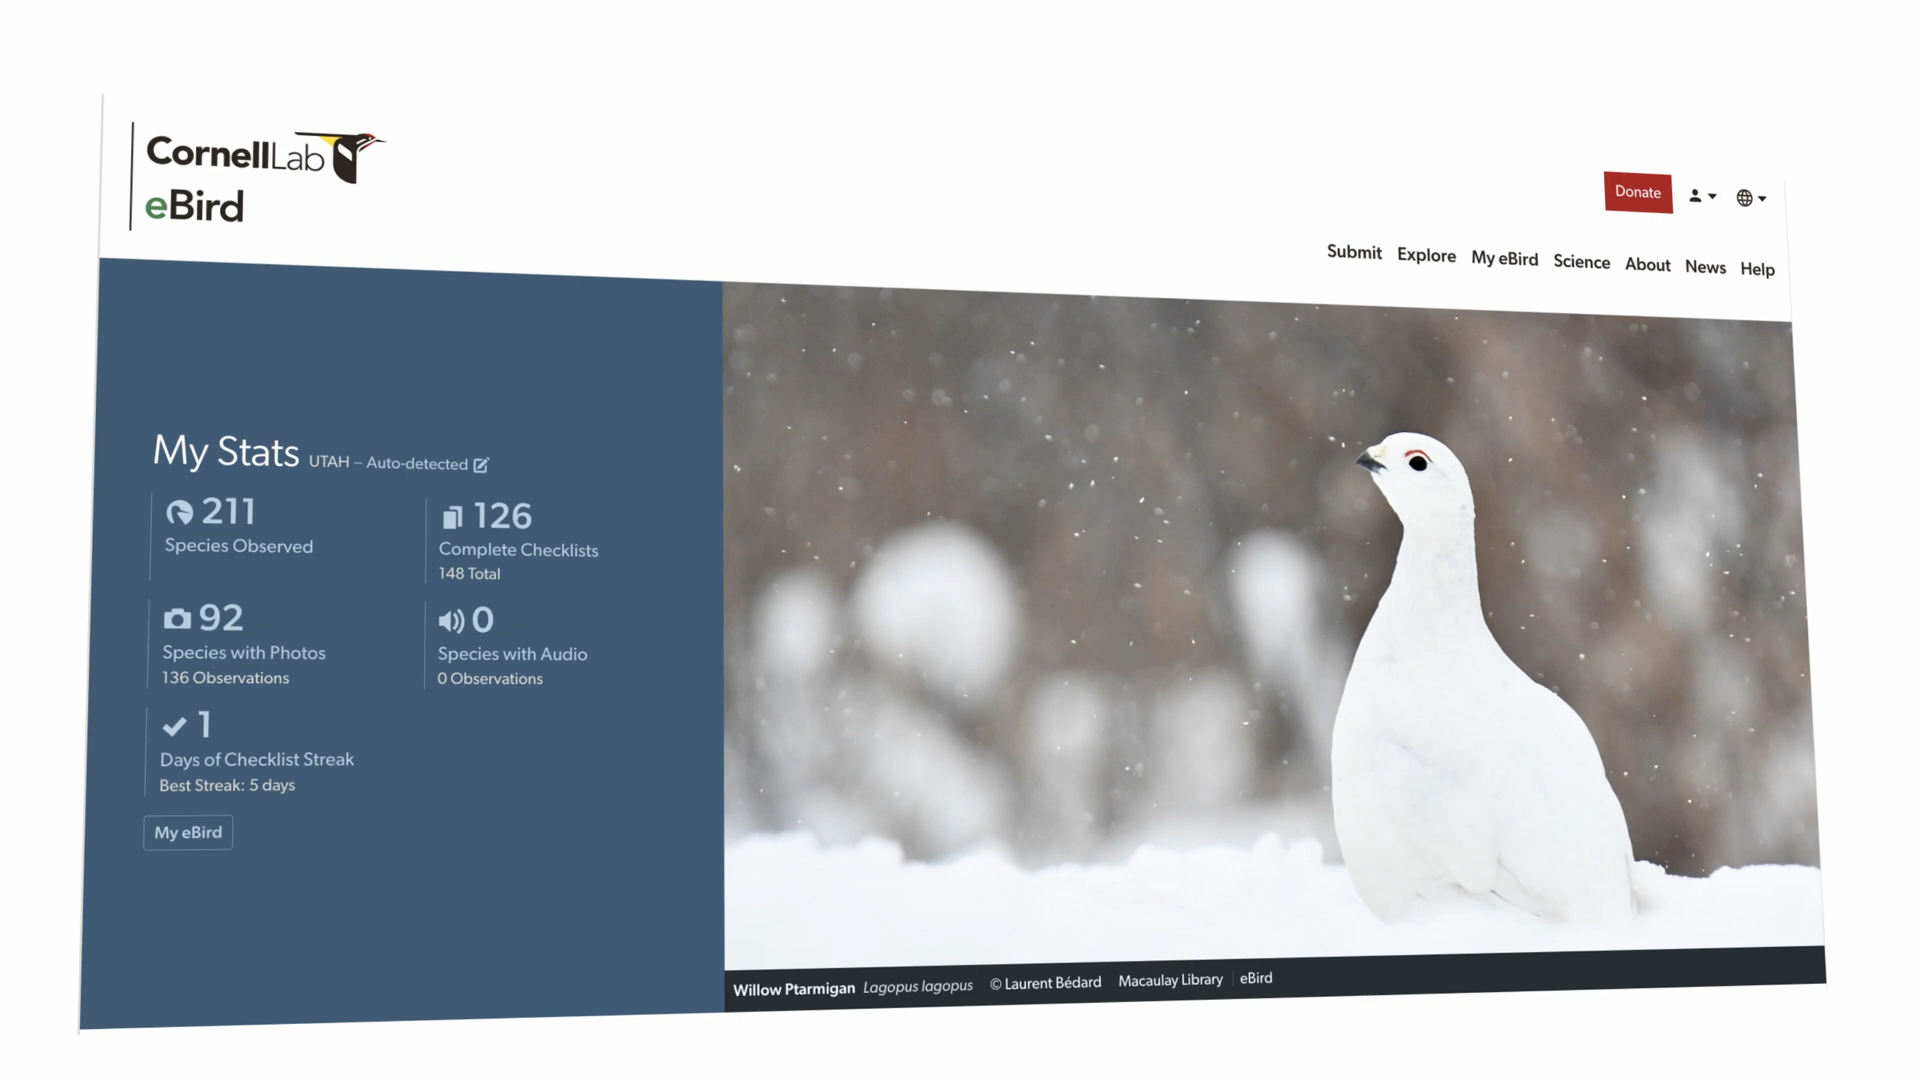 CornellLab
eBird
Donate
Submit Explore My eBird Science About News Help
My Stats UTAH – Auto-detected
211
Species Observed
126
Complete Checklists
148 Total
92
Species with Photos
136 Observations
0
Species with Audio
0 Observations
1
Days of Checklist Streak
Best Streak: 5 days
My eBird
Willow Ptarmigan Lagopus lagopus © Laurent Bédard Macaulay Library eBird